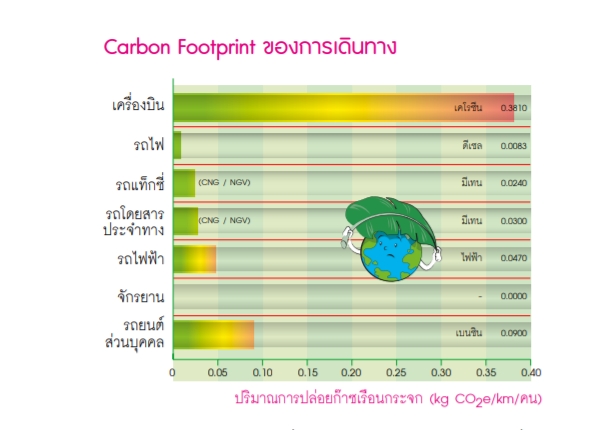 Carbon Footprint ของการเดินทาง
เครื่องบิน เคโรซีน 0.3810
รถไฟ ดีเซล 0.0083
รถแท็กซี่ (CNG / NGV) มีเทน 0.0240
รถโดยสาร
ประจำทาง (CNG / NGV) มีเทน 0.0300
รถไฟฟ้า ไฟฟ้า 0.0470
จักรยาน - 0.0000
รถยนต์
ส่วนบุคคล เบนซิน 0.0900
0 0.05 0.10 0.15 0.20 0.25 0.30 0.35 0.40
ปริมาณการปล่อยก๊าซเรือนกระจก (kg CO2e/km/คน)